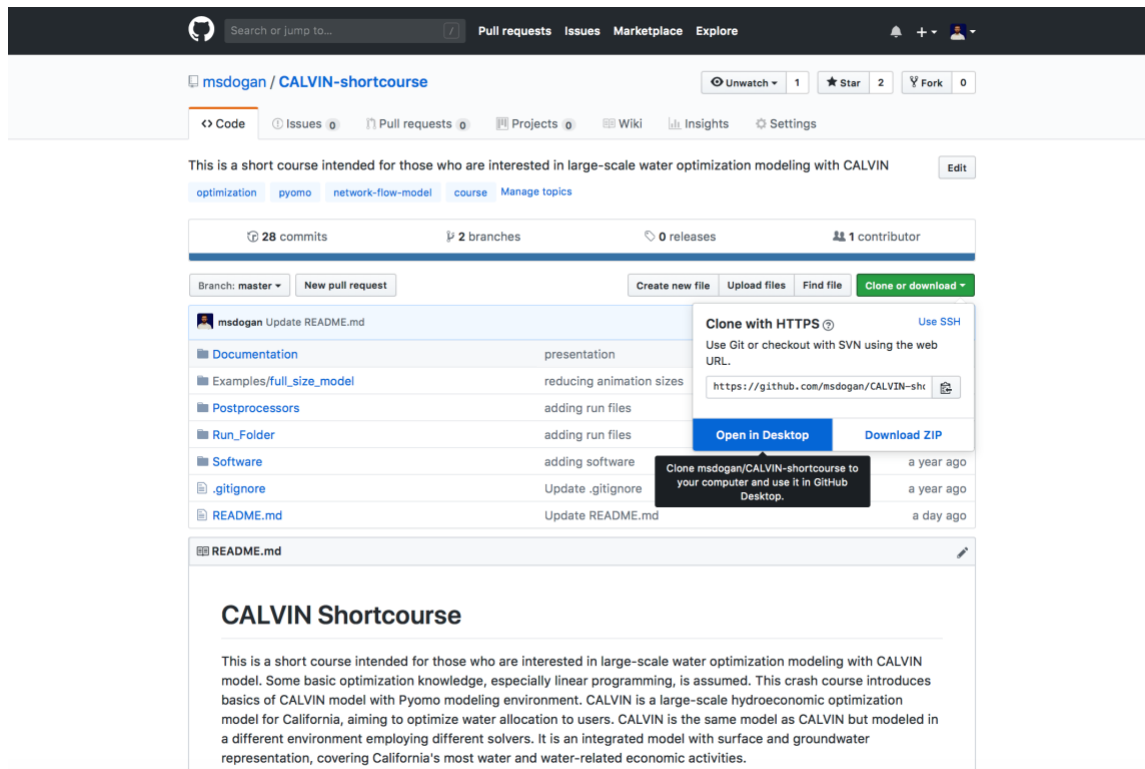 Search or jump to... / Pull requests Issues Marketplace Explore
msdogan / CALVIN-shortcourse Unwatch 1 Star 2 Fork 0
Code Issues 0 Pull requests 0 Projects 0 Wiki Insights Settings
This is a short course intended for those who are interested in large-scale water optimization modeling with CALVIN Edit
optimization pyomo network-flow-model course Manage topics
28 commits 2 branches 0 releases 1 contributor
Branch: master New pull request Create new file Upload files Find file Clone or download
msdogan Update README.md
Clone with HTTPS ? Use SSH
Use Git or checkout with SVN using the web
URL.
https://github.com/msdogan/CALVIN-sho
Open in Desktop Download ZIP
Clone msdogan/CALVIN-shortcourse to
your computer and use it in GitHub
Desktop.
Documentation presentation
Examples/full_size_model reducing animation sizes
Postprocessors adding run files
Run_Folder adding run files
Software adding software a year ago
.gitignore Update .gitignore a year ago
README.md Update README.md a day ago
README.md
CALVIN Shortcourse
This is a short course intended for those who are interested in large-scale water optimization modeling with CALVIN
model. Some basic optimization knowledge, especially linear programming, is assumed. This crash course introduces
basics of CALVIN model with Pyomo modeling environment. CALVIN is a large-scale hydroeconomic optimization
model for California, aiming to optimize water allocation to users. CALVIN is the same model as CALVIN but modeled in
a different environment employing different solvers. It is an integrated model with surface and groundwater
representation, covering California's most water and water-related economic activities.